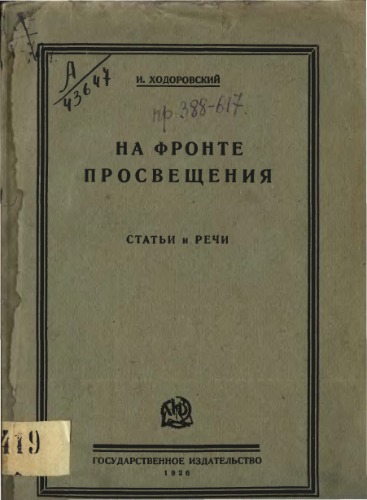 А
43647
И. ХОДОРОВСКИЙ
пр. 388-617.
НА ФРОНТЕ
ПРОСВЕЩЕНИЯ
СТАТЬИ и РЕЧИ
419
ГОСУДАРСТВЕННОЕ ИЗДАТЕЛЬСТВО
1926